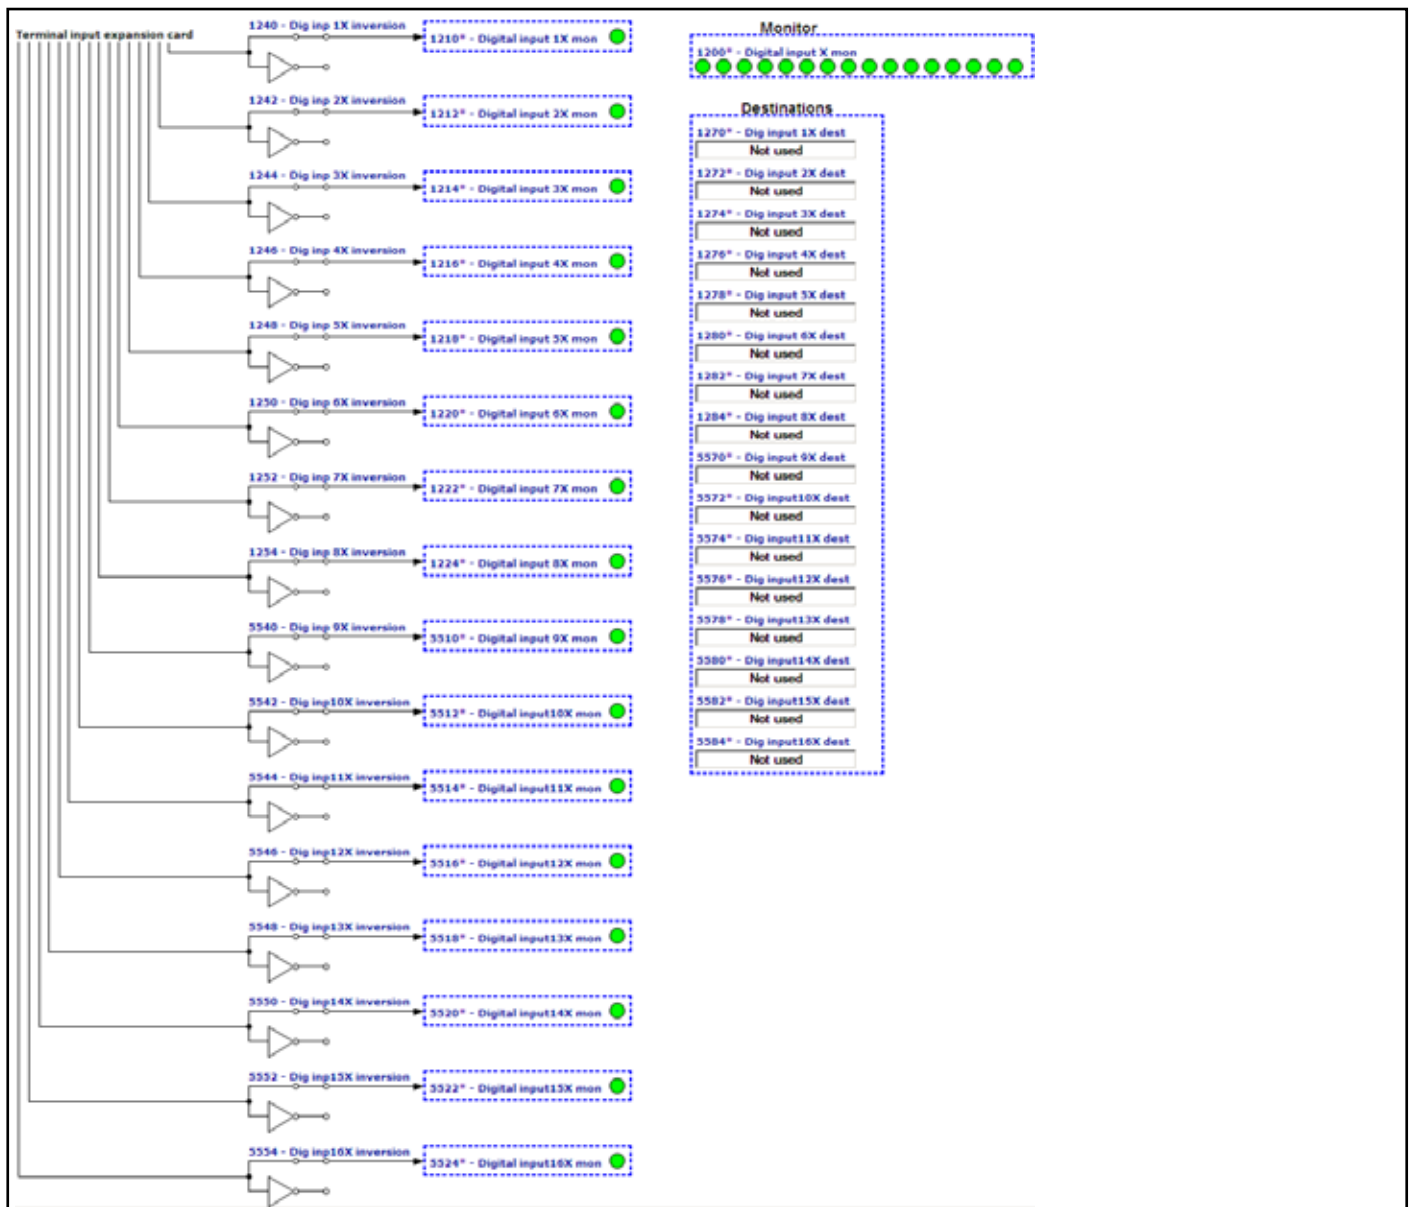 Terminal input expansion card
1240 - Dig inp 1X inversion
1210* - Digital input 1X mon
1242 - Dig inp 2X inversion
1212* - Digital input 2X mon
1244 - Dig inp 3X inversion
1214* - Digital input 3X mon
1246 - Dig inp 4X inversion
1216* - Digital input 4X mon
1248 - Dig inp 5X inversion
1218* - Digital input 5X mon
1250 - Dig inp 6X inversion
1220* - Digital input 6X mon
1252 - Dig inp 7X inversion
1222* - Digital input 7X mon
1254 - Dig inp 8X inversion
1224* - Digital input 8X mon
5540 - Dig inp 9X inversion
5510* - Digital input 9X mon
5542 - Dig inp10X inversion
5512* - Digital input10X mon
5544 - Dig inp11X inversion
5514* - Digital input11X mon
5546 - Dig inp12X inversion
5516* - Digital input12X mon
5548 - Dig inp13X inversion
5518* - Digital input13X mon
5550 - Dig inp14X inversion
5520* - Digital input14X mon
5552 - Dig inp15X inversion
5522* - Digital input15X mon
5554 - Dig inp16X inversion
5524* - Digital input16X mon
Monitor
1200* - Digital input X mon
Destinations
1270* - Dig input 1X dest
Not used
1272* - Dig input 2X dest
Not used
1274* - Dig input 3X dest
Not used
1276* - Dig input 4X dest
Not used
1278* - Dig input 5X dest
Not used
1280* - Dig input 6X dest
Not used
1282* - Dig input 7X dest
Not used
1284* - Dig input 8X dest
Not used
5570* - Dig input 9X dest
Not used
5572* - Dig input10X dest
Not used
5574* - Dig input11X dest
Not used
5576* - Dig input12X dest
Not used
5578* - Dig input13X dest
Not used
5580* - Dig input14X dest
Not used
5582* - Dig input15X dest
Not used
5584* - Dig input16X dest
Not used